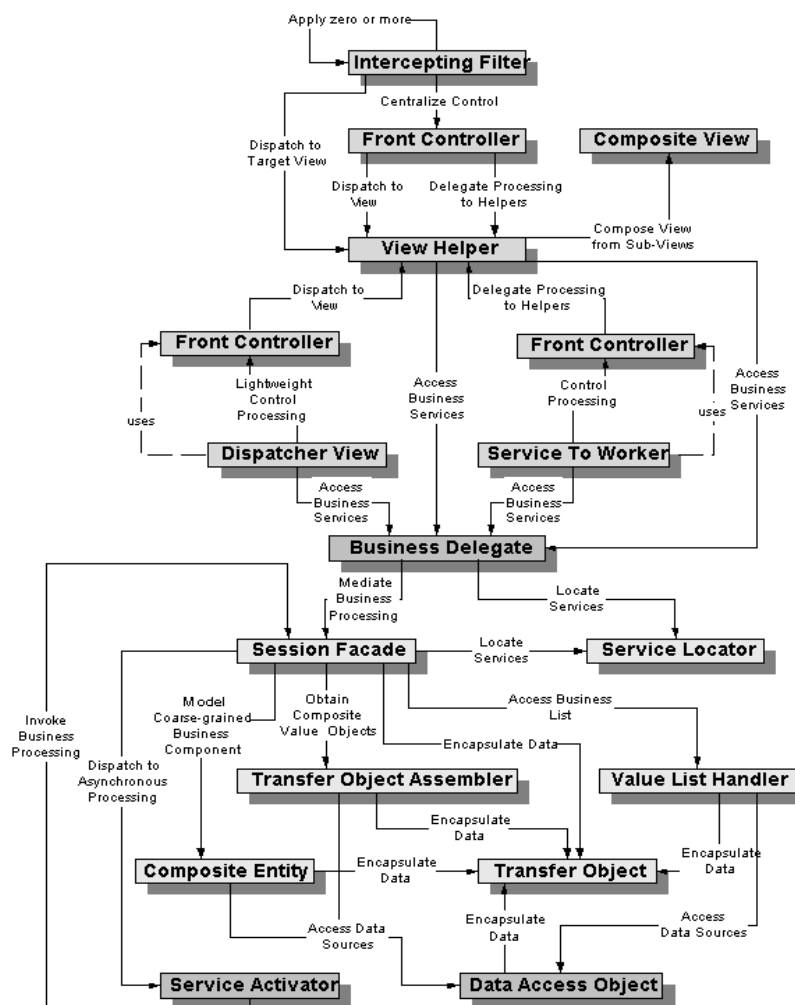 Apply zero or more
Intercepting Filter
Centralize Control
Dispatch to
Target View
Front Controller
Composite View
Dispatch to
View
Delegate Processing
to Helpers
Compose View
from Sub-Views
View Helper
Dispatch to
View
Delegate Processing
to Helpers
Front Controller
Front Controller
Lightweight
Control
Processing
Access
Business
Services
Control
Processing
Access
Business
Services
uses
uses
Dispatcher View
Service To Worker
Access
Business
Services
Access
Business
Services
Business Delegate
Mediate
Business
Processing
Locate
Services
Session Facade
Locate
Services
Service Locator
Invoke
Business
Processing
Model
Coarse-grained
Business
Component
Obtain
Composite
Value Objects
Access Business
List
Encapsulate Data
Dispatch to
Asynchronous
Processing
Transfer Object Assembler
Value List Handler
Encapsulate
Data
Composite Entity
Encapsulate
Data
Transfer Object
Encapsulate
Data
Access Data
Sources
Encapsulate
Data
Access
Data Sources
Service Activator
Data Access Object